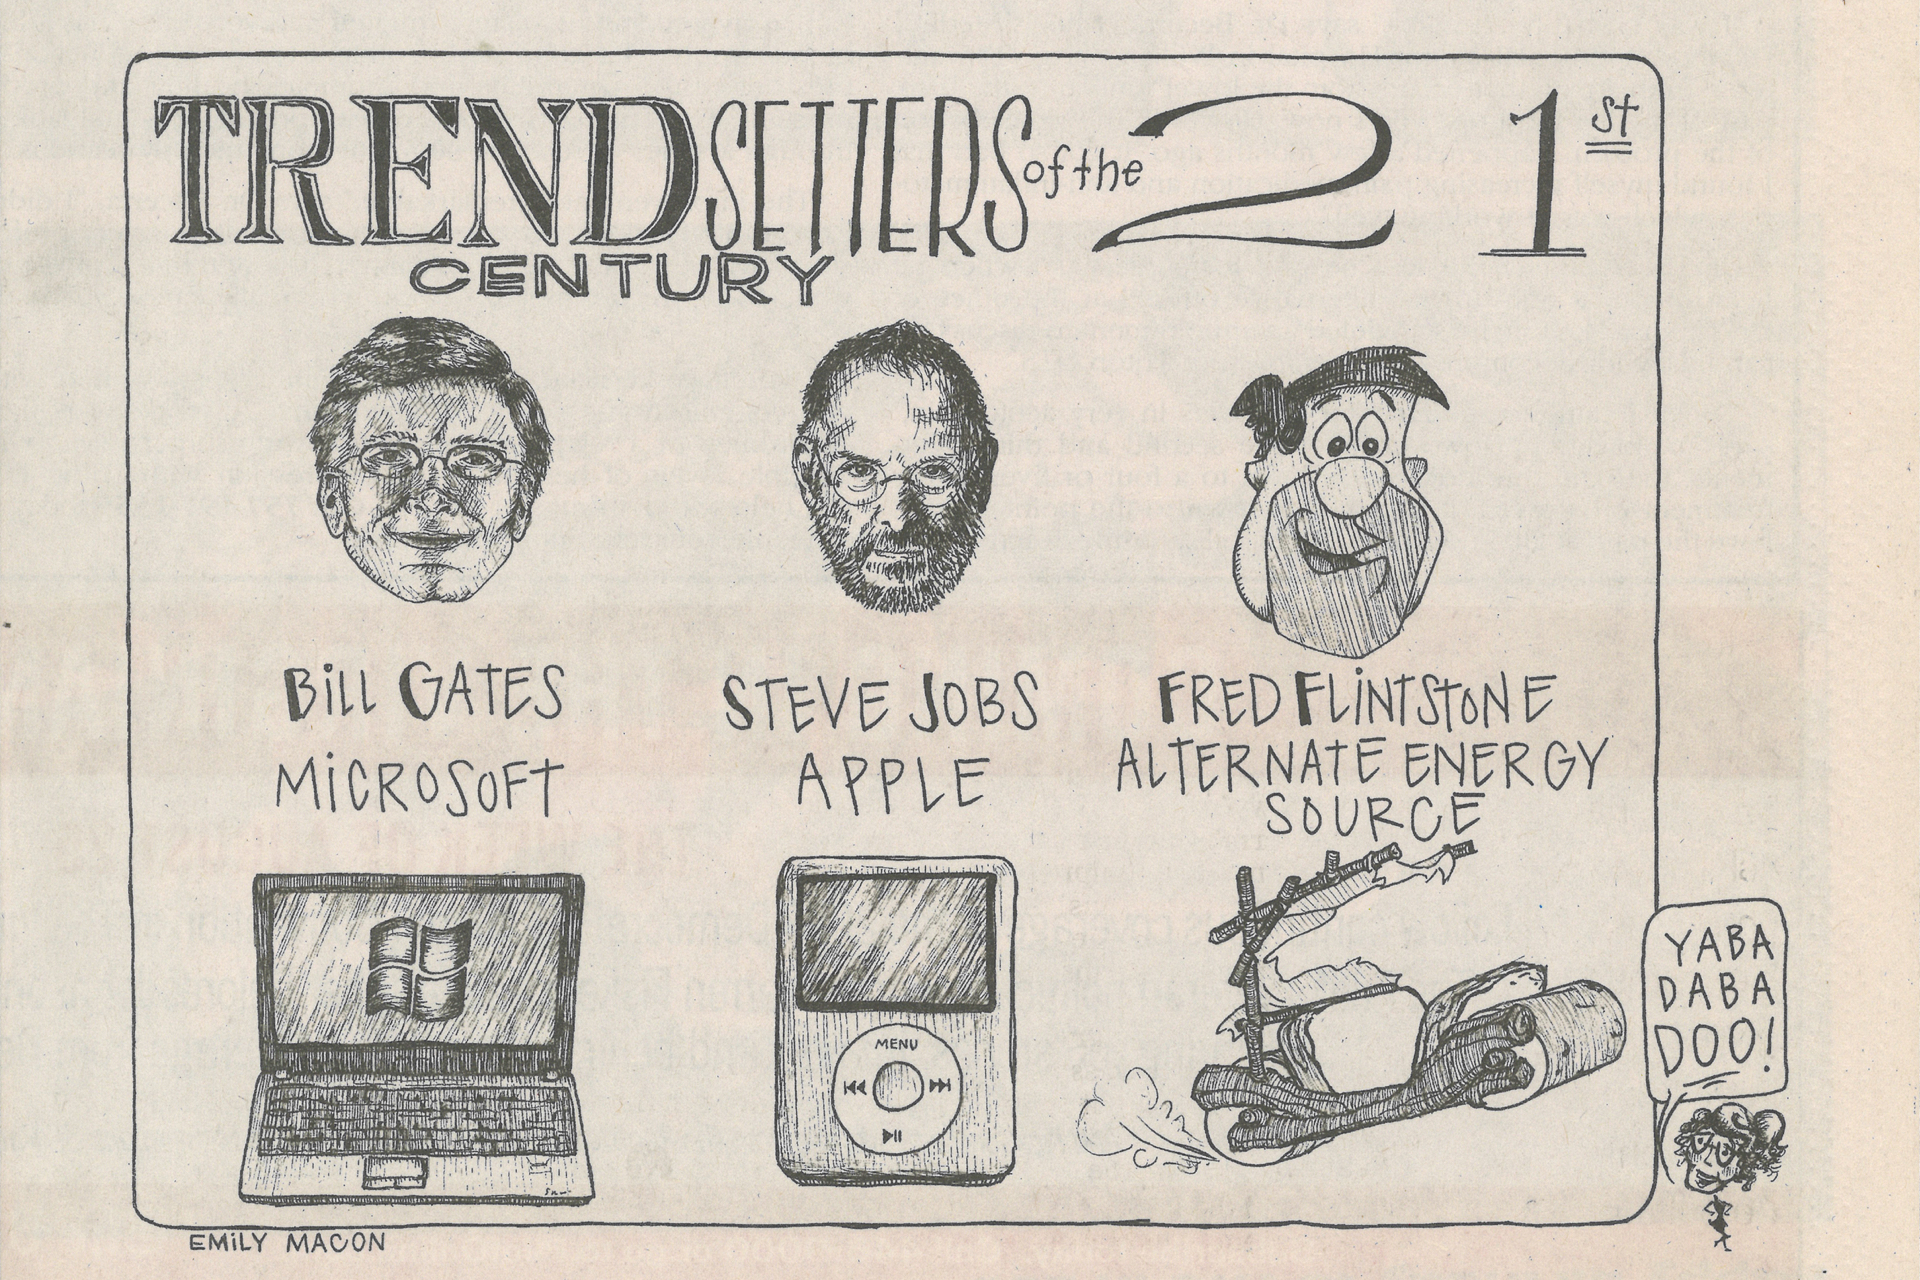 TRENDSETTERS of the 21st
CENTURY
BiLL GATES
MiCROSOFT
STEVE JOBS
APPLE
FRED FLiNTSTONE
ALTERNATE ENERGY
SOURCE
MENU
YABA
DABA
DOO!
EMiLY MACON